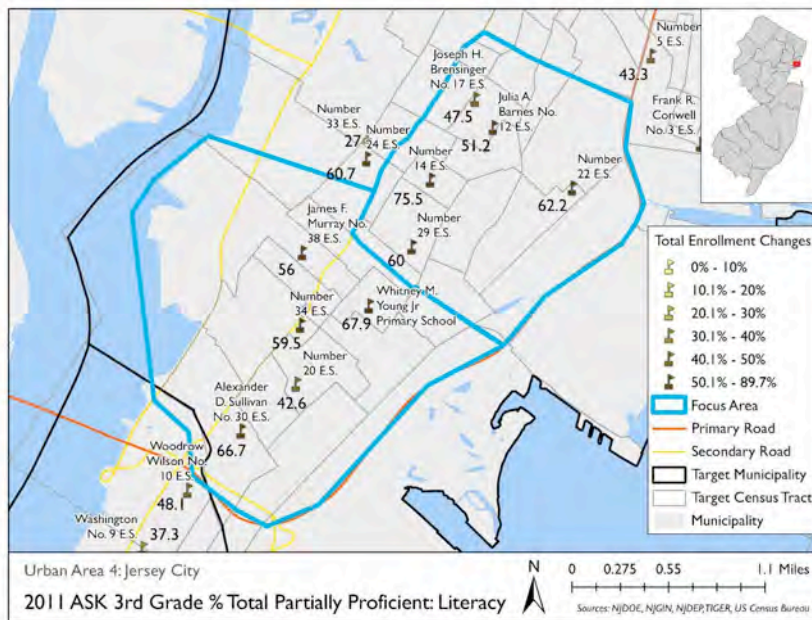 Number
5 E.S.
43.3
Joseph H.
Brensinger
No. 17 E.S.
47.5
Julia A.
Barnes No.
12 E.S.
51.2
Frank R.
Conwell
No. 3 E.S.
Number
33 E.S.
27
Number
24 E.S.
60.7
Number
14 E.S.
75.5
Number
22 E.S.
62.2
James F.
Murray No.
38 E.S.
56
Number
29 E.S.
60
Whitney M.
Young Jr
Primary School
67.9
Number
34 E.S.
59.5
Number
20 E.S.
42.6
Alexander
D. Sullivan
No. 30 E.S.
66.7
Woodrow
Wilson No.
10 E.S.
48.1
Washington
No. 9 E.S.
37.3
Total Enrollment Changes
0% - 10%
10.1% - 20%
20.1% - 30%
30.1% - 40%
40.1% - 50%
50.1% - 89.7%
Focus Area
Primary Road
Secondary Road
Target Municipality
Target Census Tract
Municipality
Urban Area 4: Jersey City
2011 ASK 3rd Grade % Total Partially Proficient: Literacy
N
0 0.275 0.55 1.1 Miles
Sources: NJDOE, NJGIN, NJDEP, TIGER, US Census Bureau